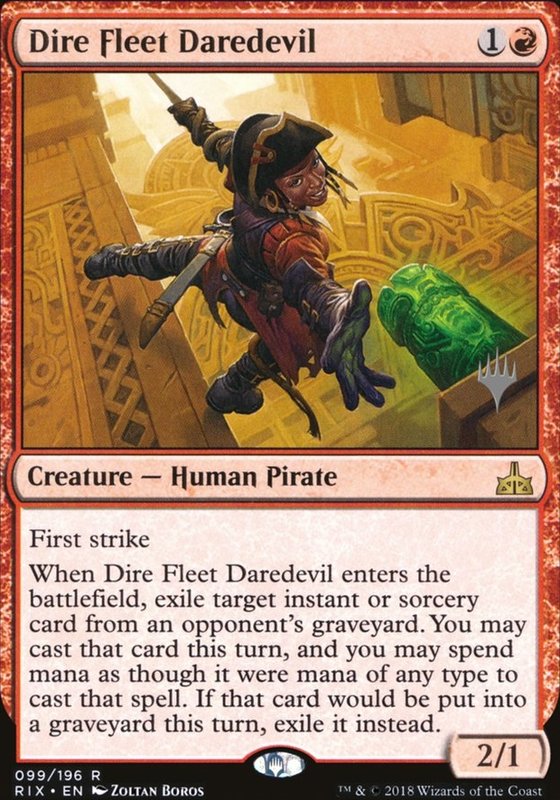 Dire Fleet Daredevil 1
Creature — Human Pirate
First strike
When Dire Fleet Daredevil enters the
battlefield, exile target instant or sorcery
card from an opponent's graveyard. You may
cast that card this turn, and you may spend
mana as though it were mana of any type to
cast that spell. If that card would be put into
a graveyard this turn, exile it instead.
2/1
099/196 R
RIX • EN Zoltan Boros
™ & © 2018 Wizards of the Coast